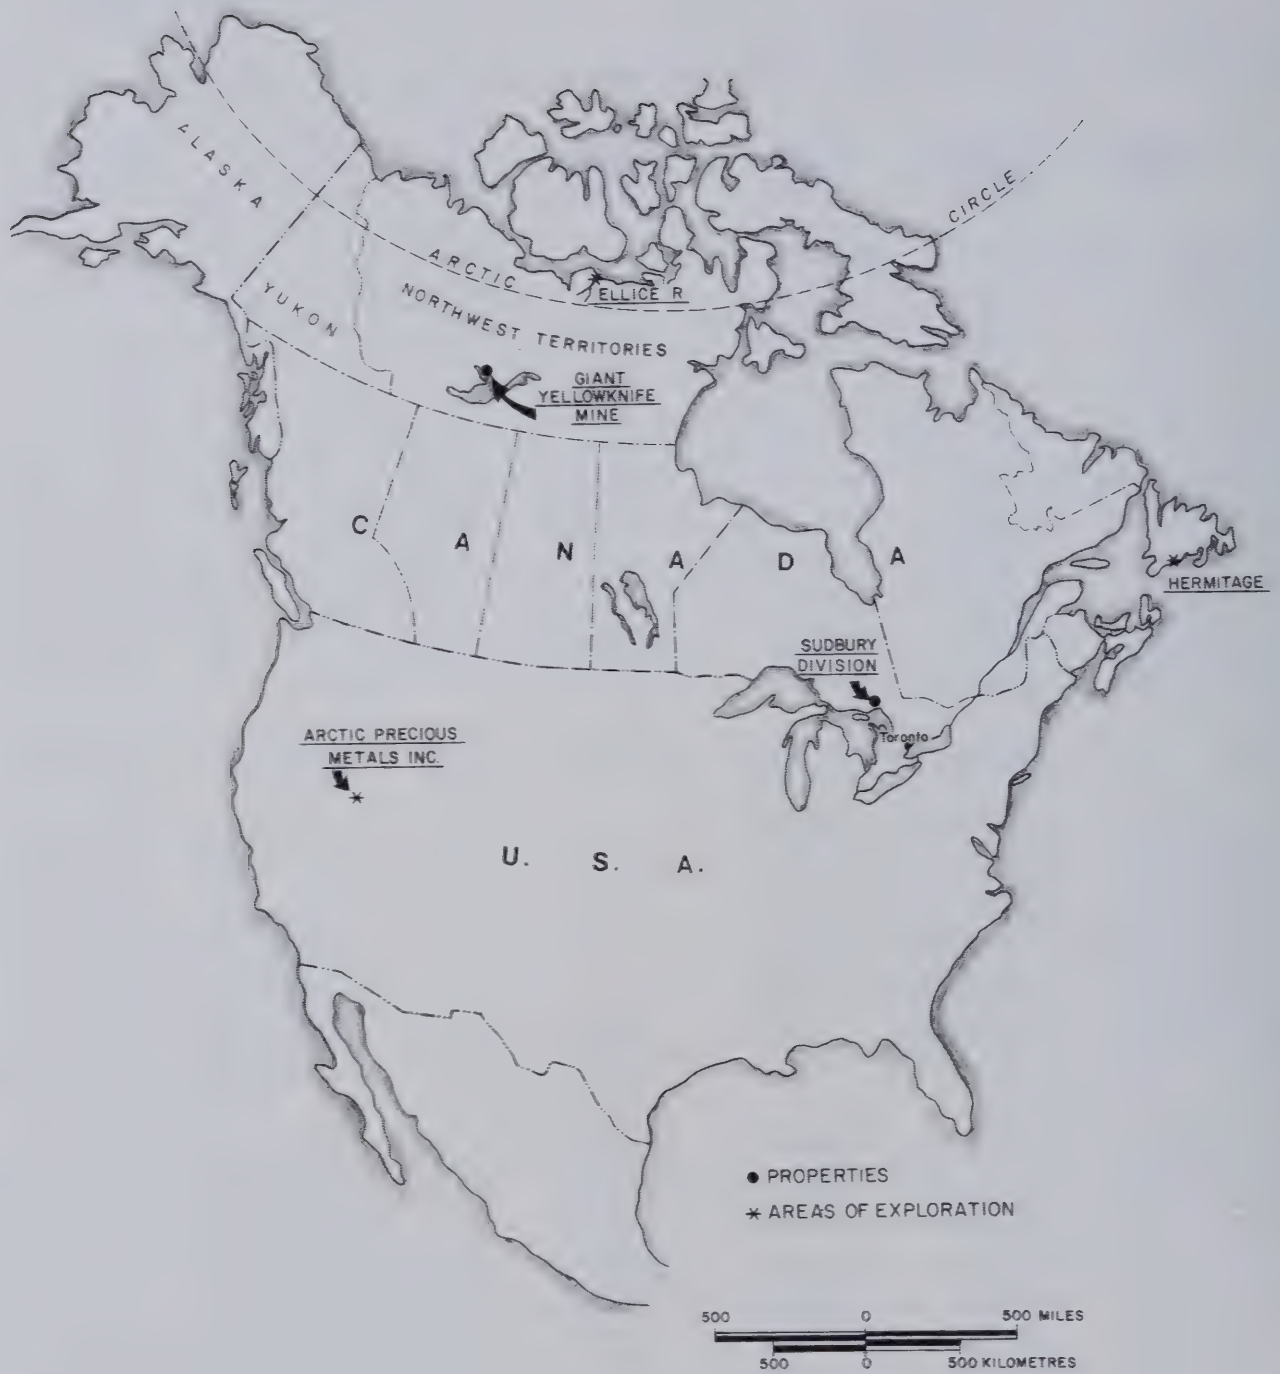 ALASKA
YUKON
ARCTIC
CIRCLE
ELLICE R.
NORTHWEST TERRITORIES
GIANT
YELLOWKNIFE
MINE
C A N A D A
HERMITAGE
SUDBURY
DIVISION
Toronto
ARCTIC PRECIOUS
METALS INC.
U. S. A.
● PROPERTIES
* AREAS OF EXPLORATION
500 0 500 MILES
500 0 500 KILOMETRES